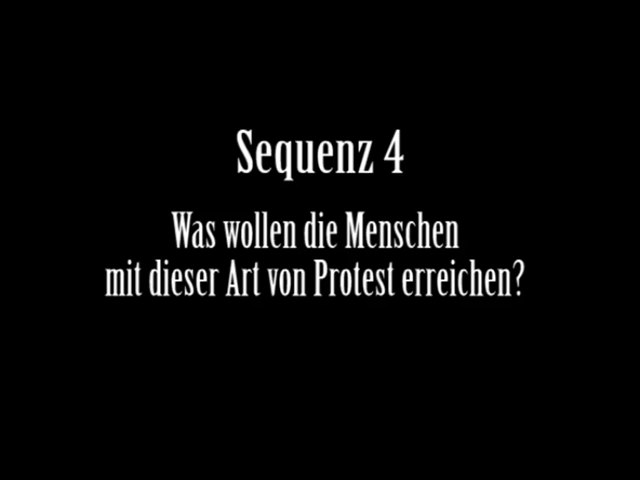 Sequenz 4
Was wollen die Menschen
mit dieser Art von Protest erreichen?